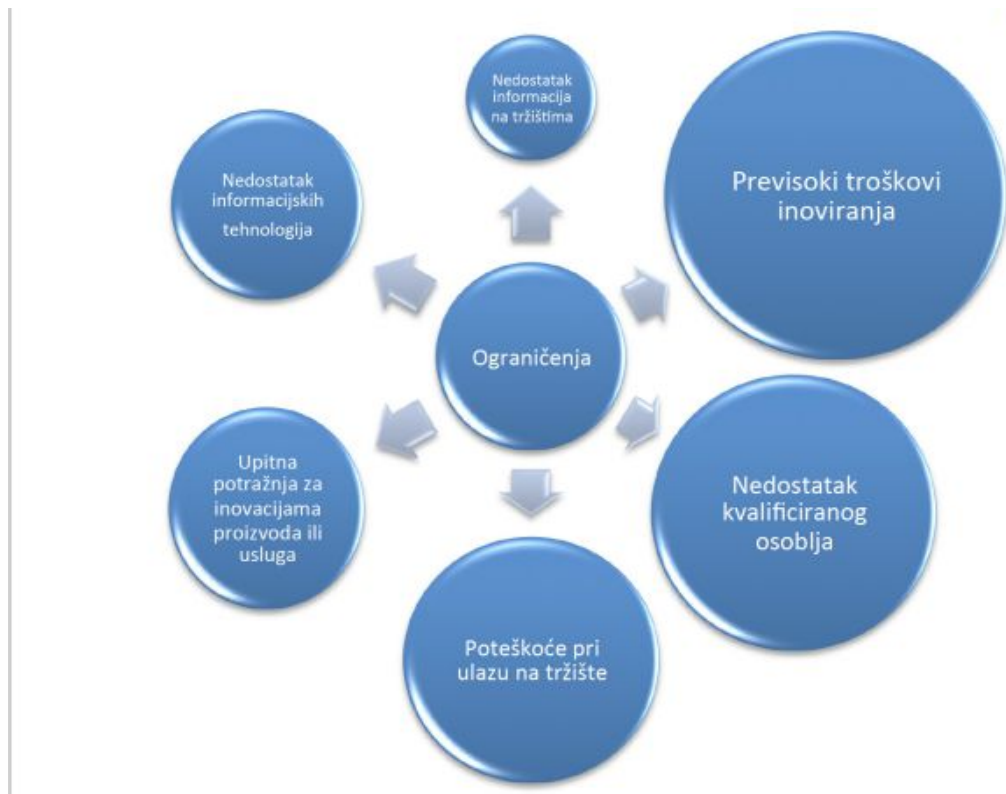 Nedostatak
informacija
na tržištima
Previsoki troškovi
inoviranja
Nedostatak
informacijskih
tehnologija
Ograničenja
Upitna
potražnja za
inovacijama
proizvoda ili
usluga
Nedostatak
kvalificiranog
osoblja
Poteškoće pri
ulazu na tržište